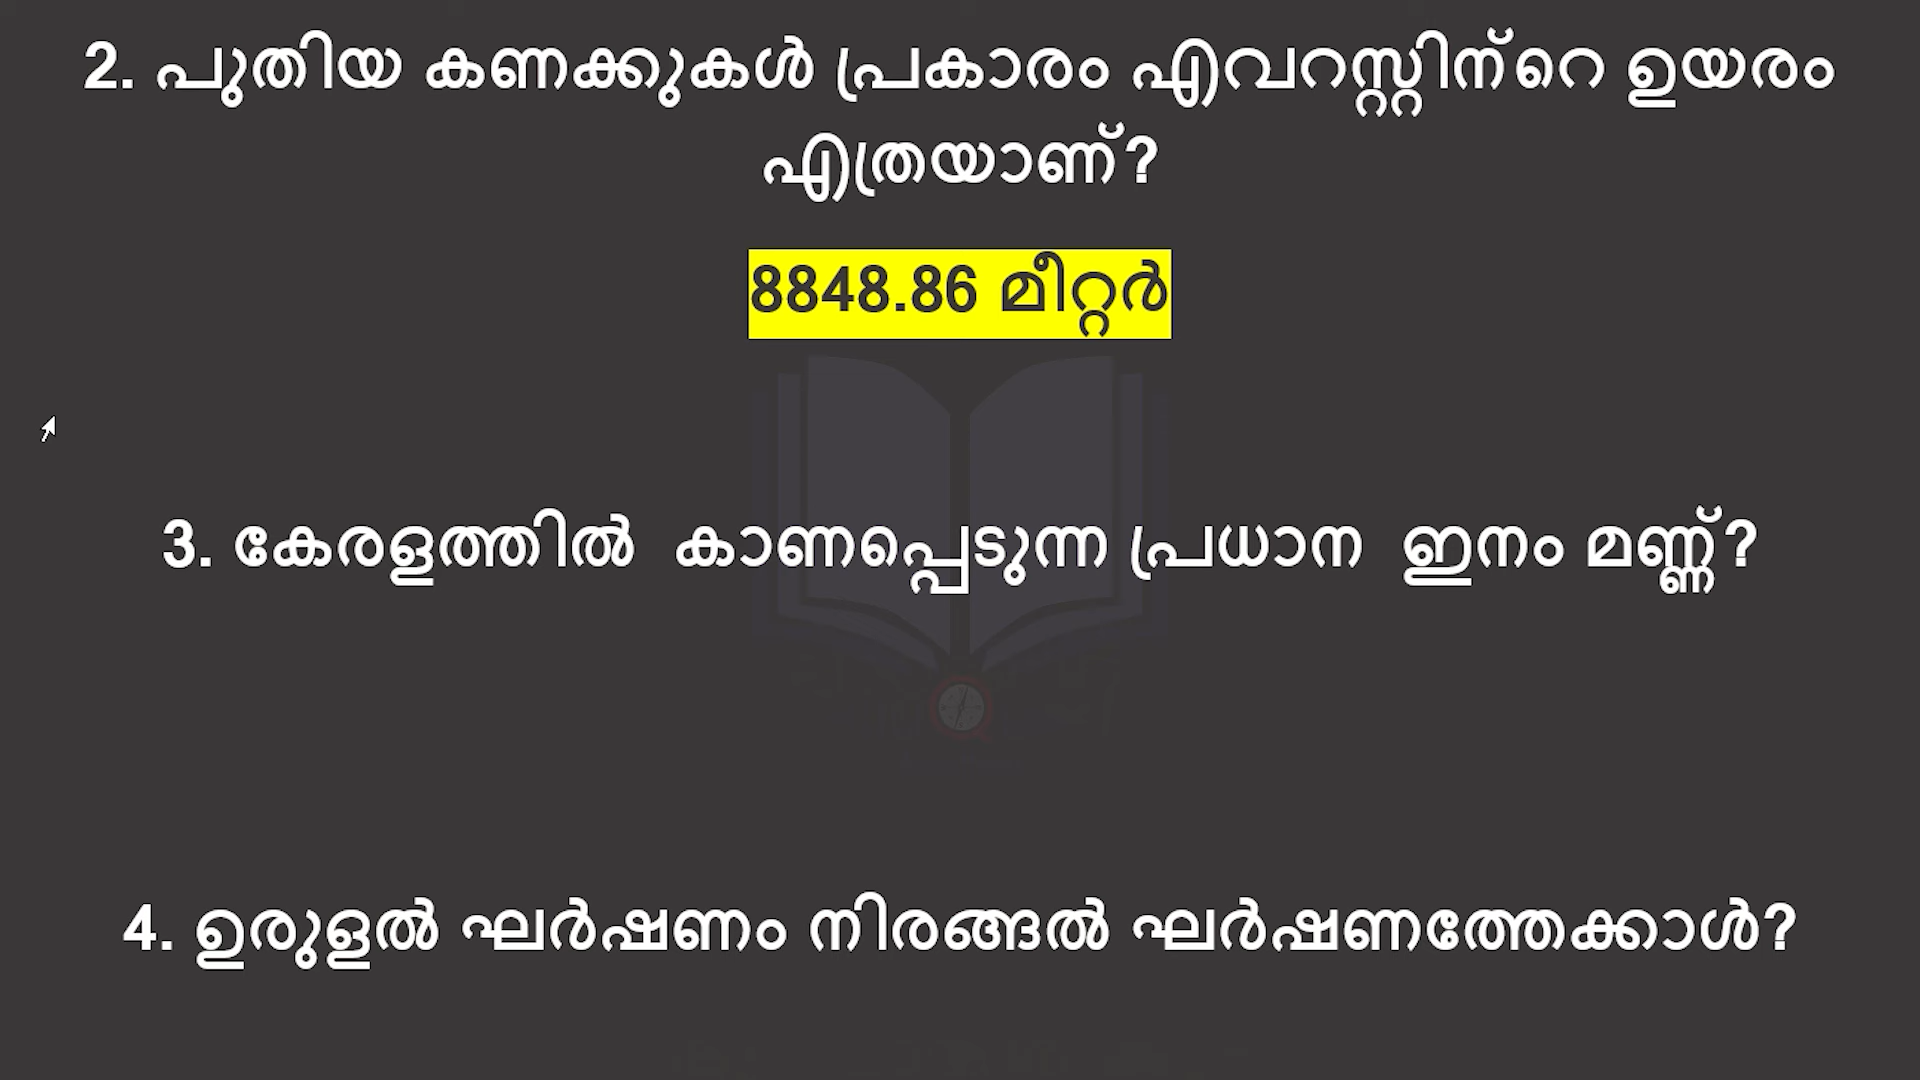 2. പുതിയ കണക്കുകൾ പ്രകാരം എവറസ്റ്റിന്റെ ഉയരം
എത്രയാണ്?
8848.86 മീറ്റർ
3. കേരളത്തിൽ കാണപ്പെടുന്ന പ്രധാന ഇനം മണ്ണ്?
4. ഉരുളൽ ഘർഷണം നിരങ്ങൽ ഘർഷണത്തേക്കാൾ?